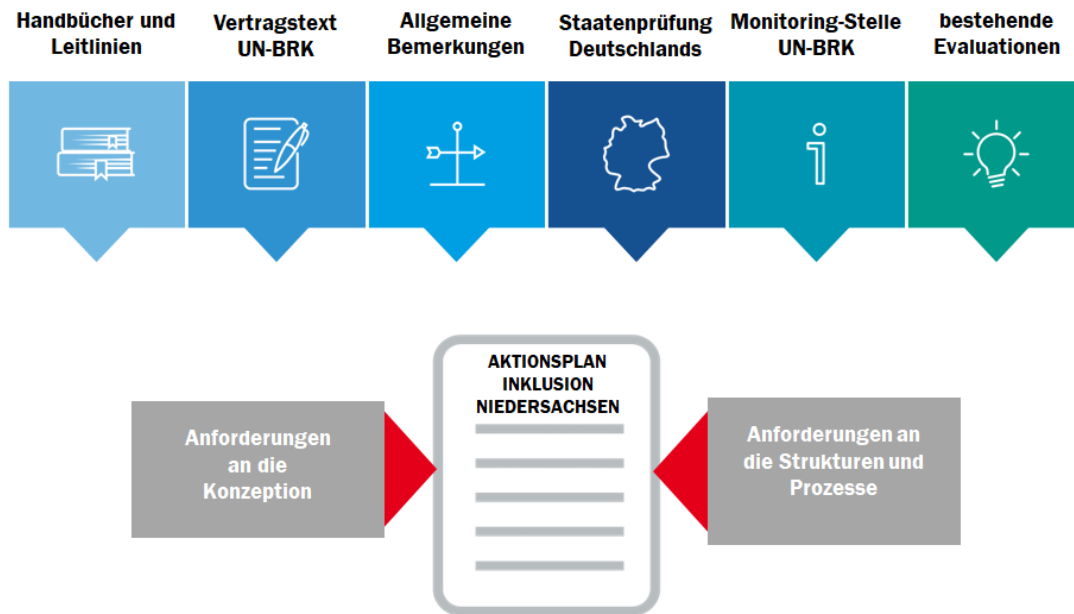 Handbücher und
Leitlinien
Vertragstext
UN-BRK
Allgemeine
Bemerkungen
Staatenprüfung
Deutschlands
Monitoring-Stelle
UN-BRK
bestehende
Evaluationen
AKTIONSPLAN
INKLUSION
NIEDERSACHSEN
Anforderungen
an die
Konzeption
Anforderungen an
die Strukturen und
Prozesse